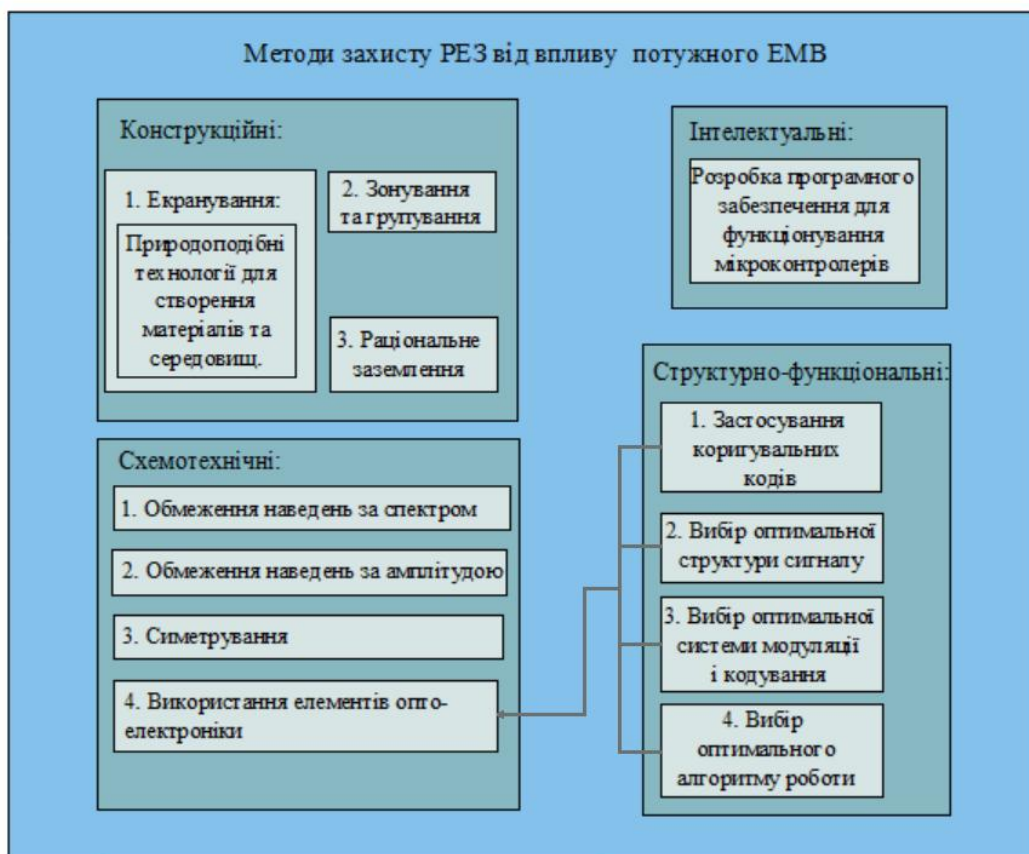 Методи захисту РЕЗ від впливу потужного ЕМВ
Конструкційні:
1. Екранування:
Природоподібні
технології для
створення
матеріалів та
середовищ.
2. Зонування
та групування
3. Раціональне
заземлення
Інтелектуальні:
Розробка програмного
забезпечення для
функціонування
мікроконтролерів
Схемотехнічні:
1. Обмеження наведень за спектром
2. Обмеження наведень за амплітудою
3. Симетрування
4. Використання елементів опто-
електроніки
Структурно-функціональні:
1. Застосування
коригувальних
кодів
2. Вибір оптимальної
структури сигналу
3. Вибір оптимальної
системи модуляції
і кодування
4. Вибір
оптимального
алгоритму роботи